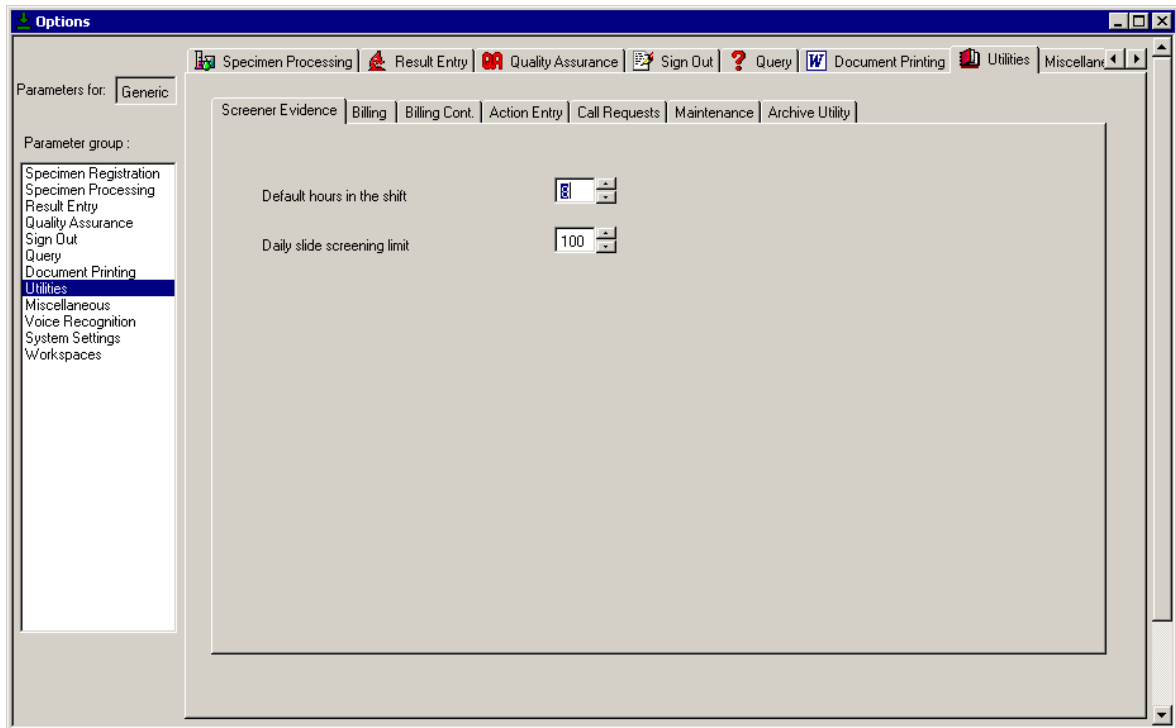 Options
Specimen Processing Result Entry QA Quality Assurance Sign Out ? Query W Document Printing Utilities Miscellane
Parameters for: Generic
Screener Evidence Billing Billing Cont. Action Entry Call Requests Maintenance Archive Utility
Parameter group :
Specimen Registration
Specimen Processing
Result Entry
Quality Assurance
Sign Out
Query
Document Printing
Utilities
Miscellaneous
Voice Recognition
System Settings
Workspaces
Default hours in the shift 8
Daily slide screening limit 100